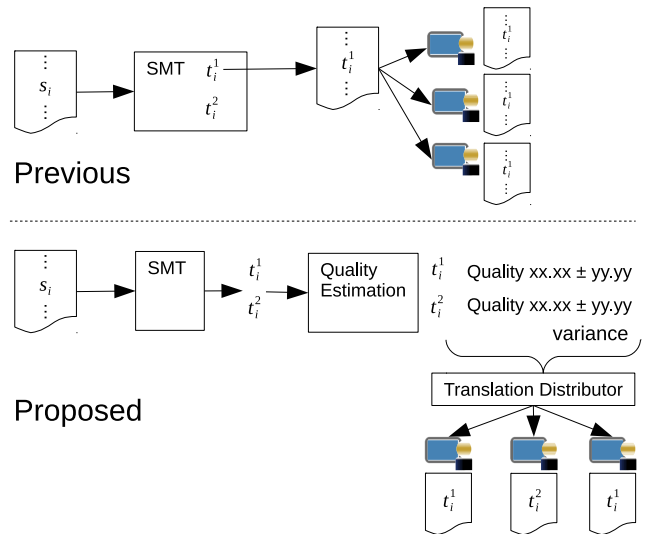 ⋮
s_i
⋮
SMT t_i^1
t_i^2
⋮
t_i^1
⋮
⋮
t_i^1
⋮
⋮
t_i^1
⋮
⋮
t_i^1
⋮
Previous
⋮
s_i
⋮
SMT
t_i^1
t_i^2
Quality
Estimation
t_i^1 Quality xx.xx ± yy.yy
t_i^2 Quality xx.xx ± yy.yy
variance
Translation Distributor
Proposed
t_i^1
t_i^2
t_i^1